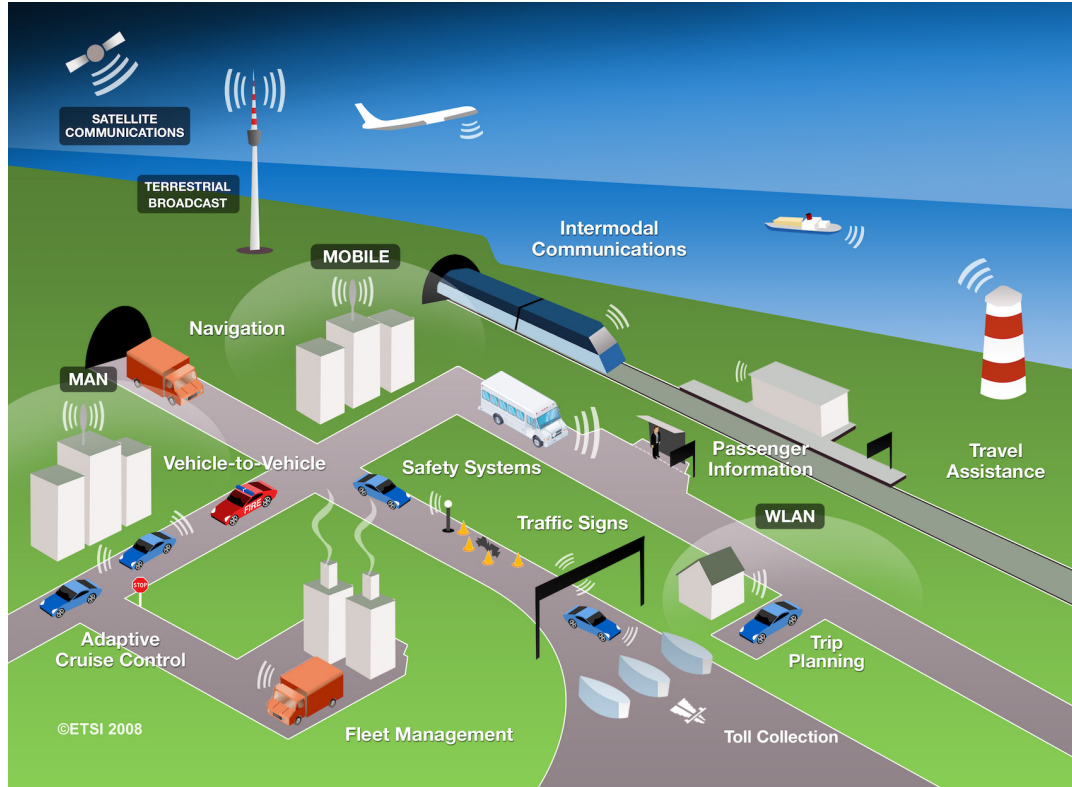 SATELLITE
COMMUNICATIONS
TERRESTRIAL
BROADCAST
Intermodal
Communications
MOBILE
Navigation
MAN
Vehicle-to-Vehicle
Safety Systems
Passenger
Information
Travel
Assistance
FIRE
Traffic Signs
WLAN
STOP
Adaptive
Cruise Control
Trip
Planning
©ETSI 2008
Fleet Management
Toll Collection